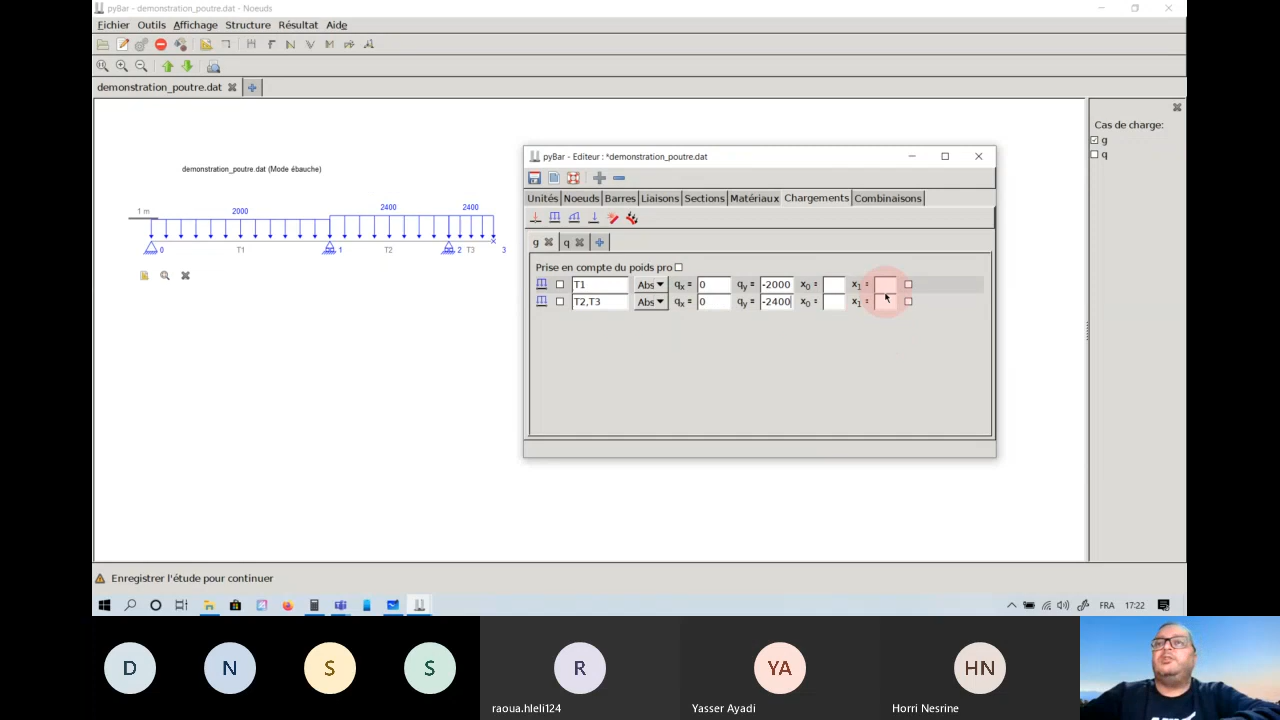 pyBar - demonstration_poutre.dat - Noeuds
Fichier Outils Affichage Structure Résultat Aide
demonstration_poutre.dat
demonstration_poutre.dat (Mode ébauche)
1 m
2000
2400
2400
0
T1
1
T2
2
T3
3
Cas de charge:
g
q
pyBar - Editeur : *demonstration_poutre.dat
Unités Noeuds Barres Liaisons Sections Matériaux Chargements Combinaisons
g q
Prise en compte du poids pro
T1 Abs qx = 0 qy = -2000 x0 = x1 =
T2,T3 Abs qx = 0 qy = -2400 x0 = x1 =
Enregistrer l'étude pour continuer
FRA 17:22
D
N
S
S
R
YA
HN
raoua.hleli124
Yasser Ayadi
Horri Nesrine